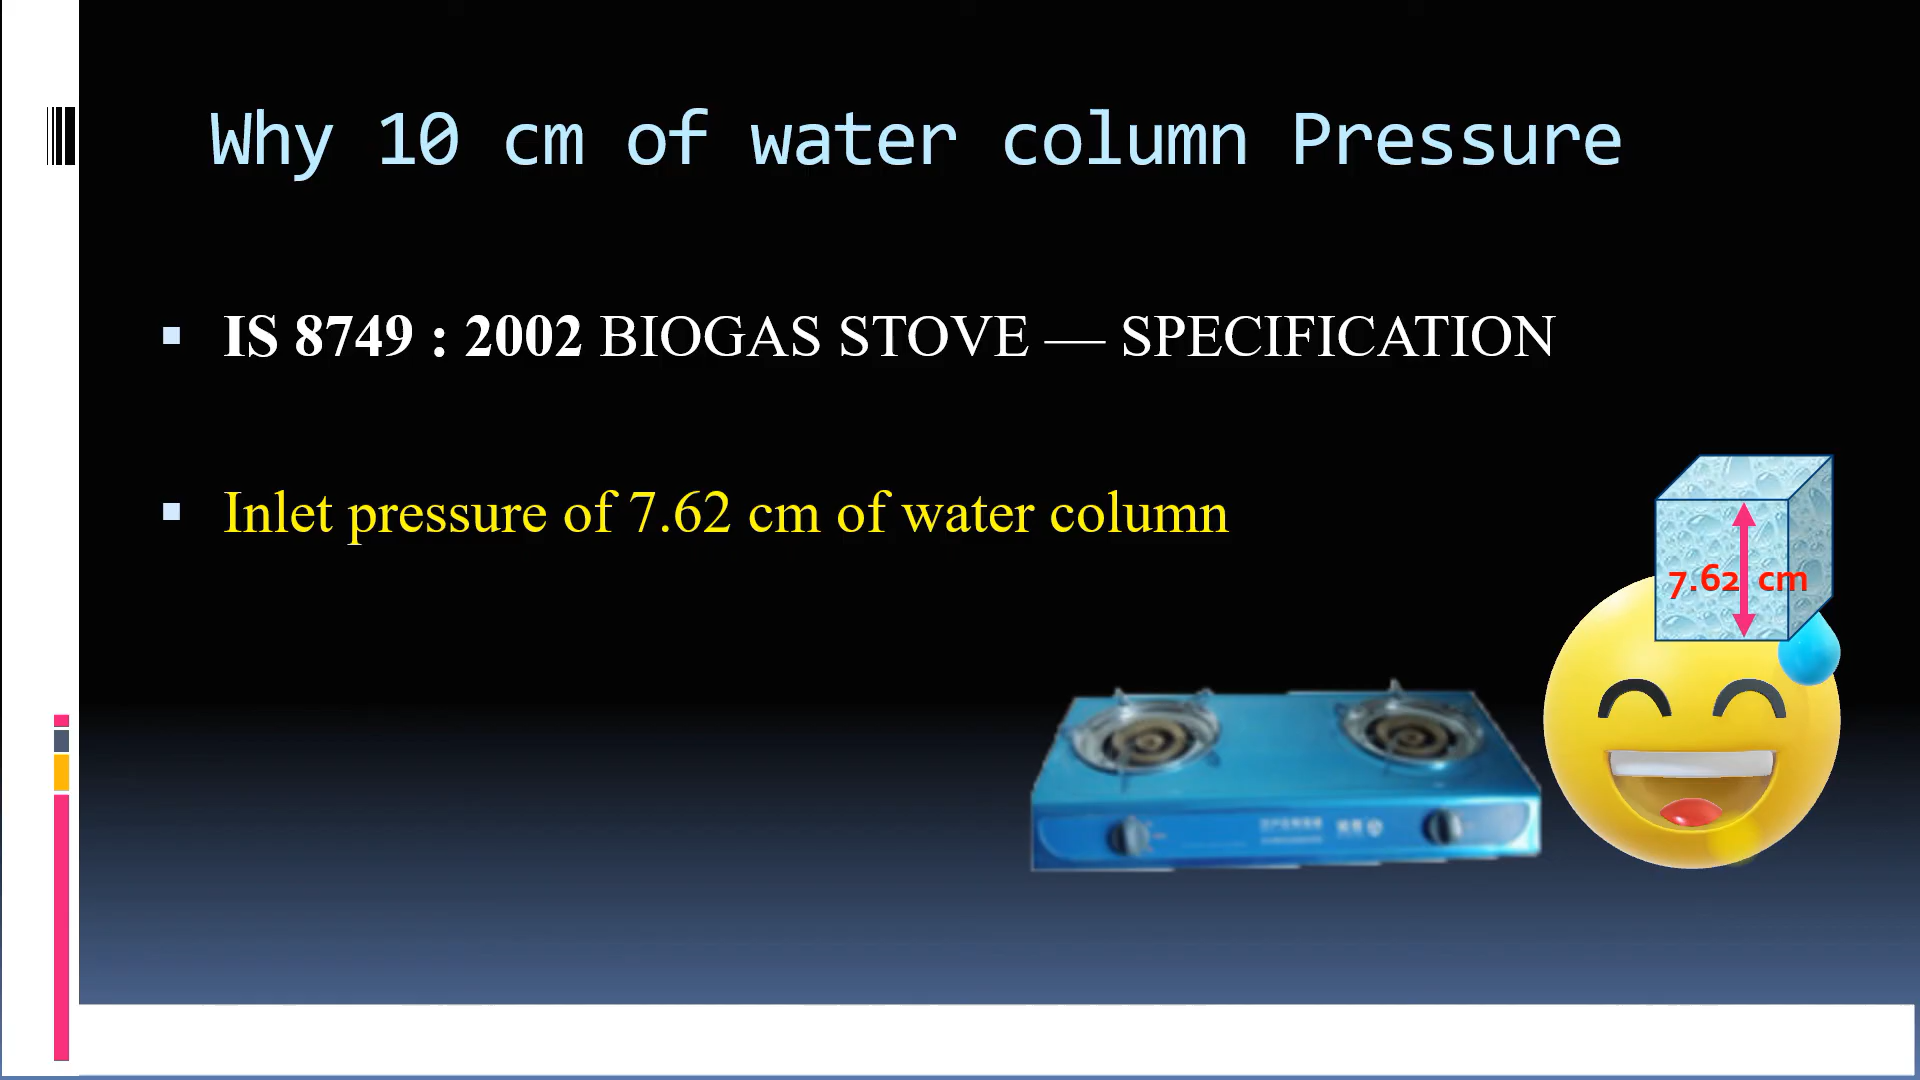 Why 10 cm of water column Pressure
IS 8749 : 2002 BIOGAS STOVE — SPECIFICATION
Inlet pressure of 7.62 cm of water column
7.62 cm